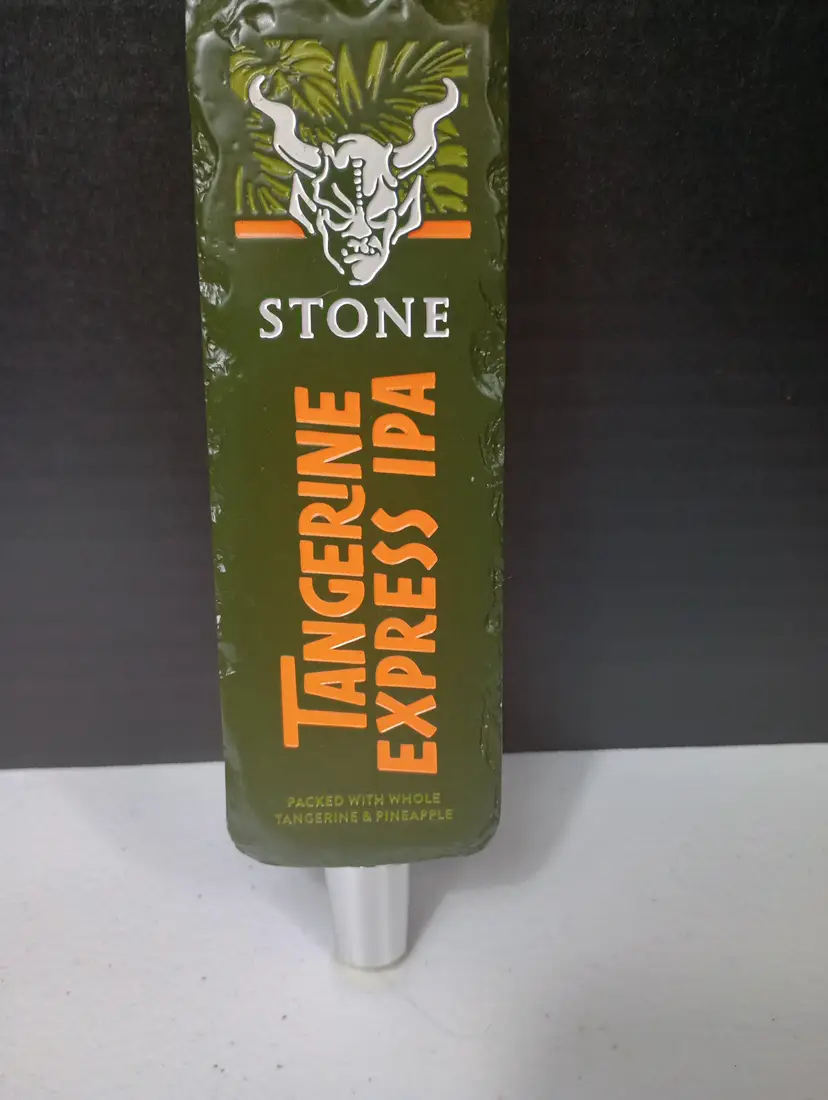 STONE
TANGERINE
EXPRESS IPA
PACKED WITH WHOLE
TANGERINE & PINEAPPLE